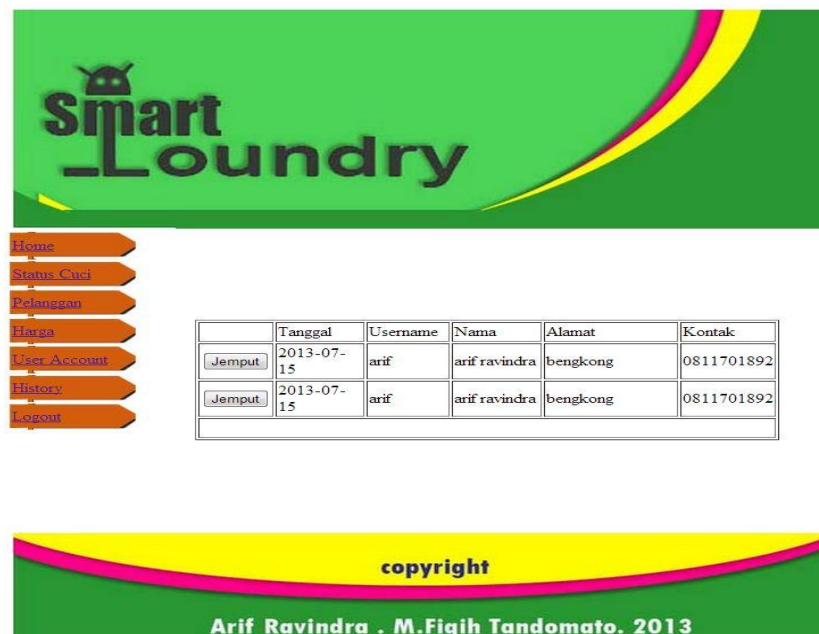 Smart
Loundry
Home
Status Cuci
Pelanggan
Harga
User Account
History
Logout
Tanggal Username Nama Alamat Kontak
Jemput 2013-07-15 arif arif ravindra bengkong 0811701892
Jemput 2013-07-15 arif arif ravindra bengkong 0811701892
copyright
Arif Ravindra . M.Fiqih Tandomato. 2013